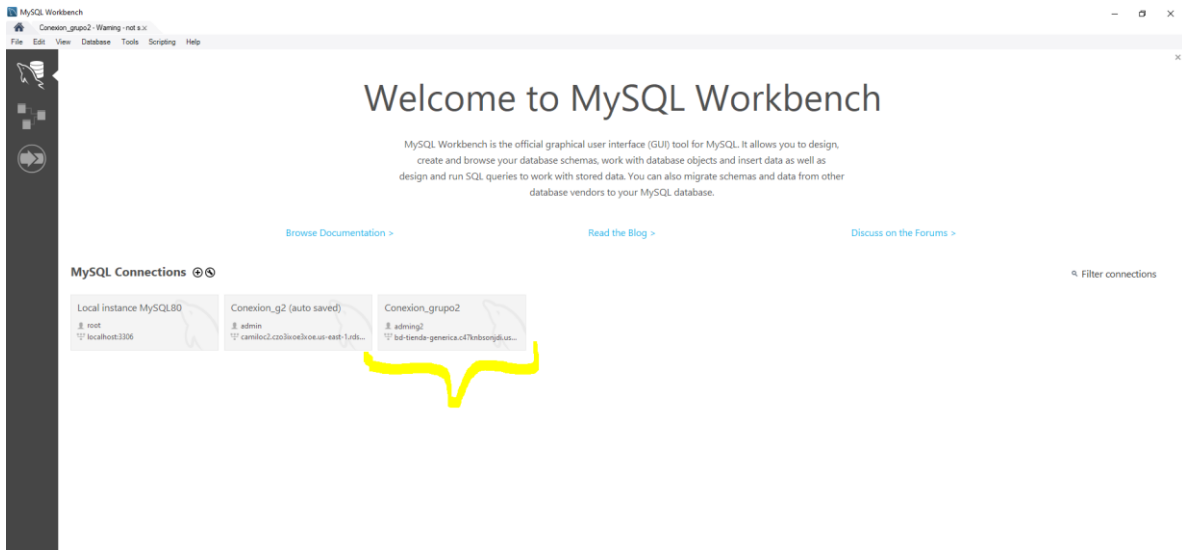 MySQL Workbench
Conexion_grupo2 - Warning - not s...
File Edit View Database Tools Scripting Help
Welcome to MySQL Workbench
MySQL Workbench is the official graphical user interface (GUI) tool for MySQL. It allows you to design,
create and browse your database schemas, work with database objects and insert data as well as
design and run SQL queries to work with stored data. You can also migrate schemas and data from other
database vendors to your MySQL database.
Browse Documentation > Read the Blog > Discuss on the Forums >
MySQL Connections Filter connections
Local instance MySQL80 Conexion_g2 (auto saved) Conexion_grupo2
root admin adming2
localhost:3306